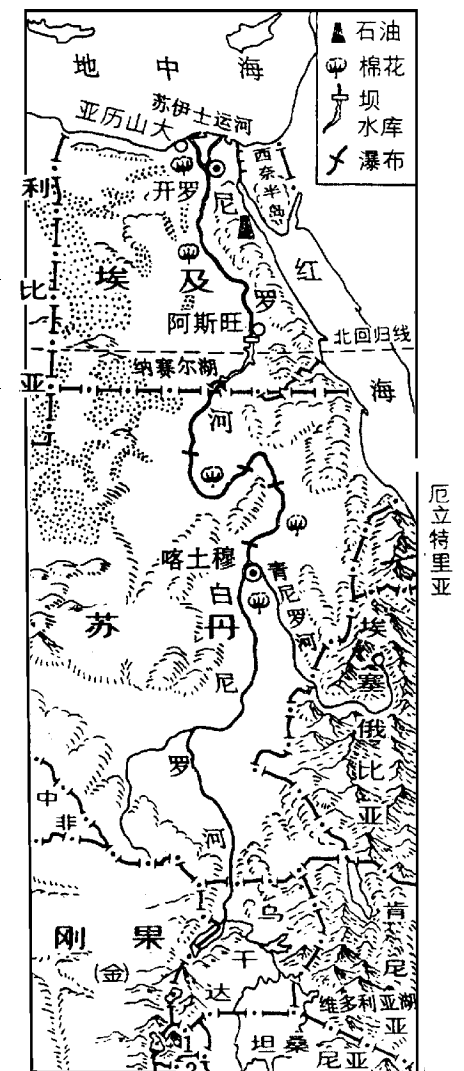 地中海
石油
棉花
坝
水库
瀑布
苏伊士运河
亚历山大
西奈半岛
开罗
尼罗河
利比亚
埃及
红海
阿斯旺
北回归线
纳赛尔湖
厄立特里亚
喀土穆
青尼罗河
白尼罗河
苏丹
埃塞俄比亚
中非
刚果
(金)
乌干达
肯尼亚
维多利亚湖
坦桑
尼亚
1
2